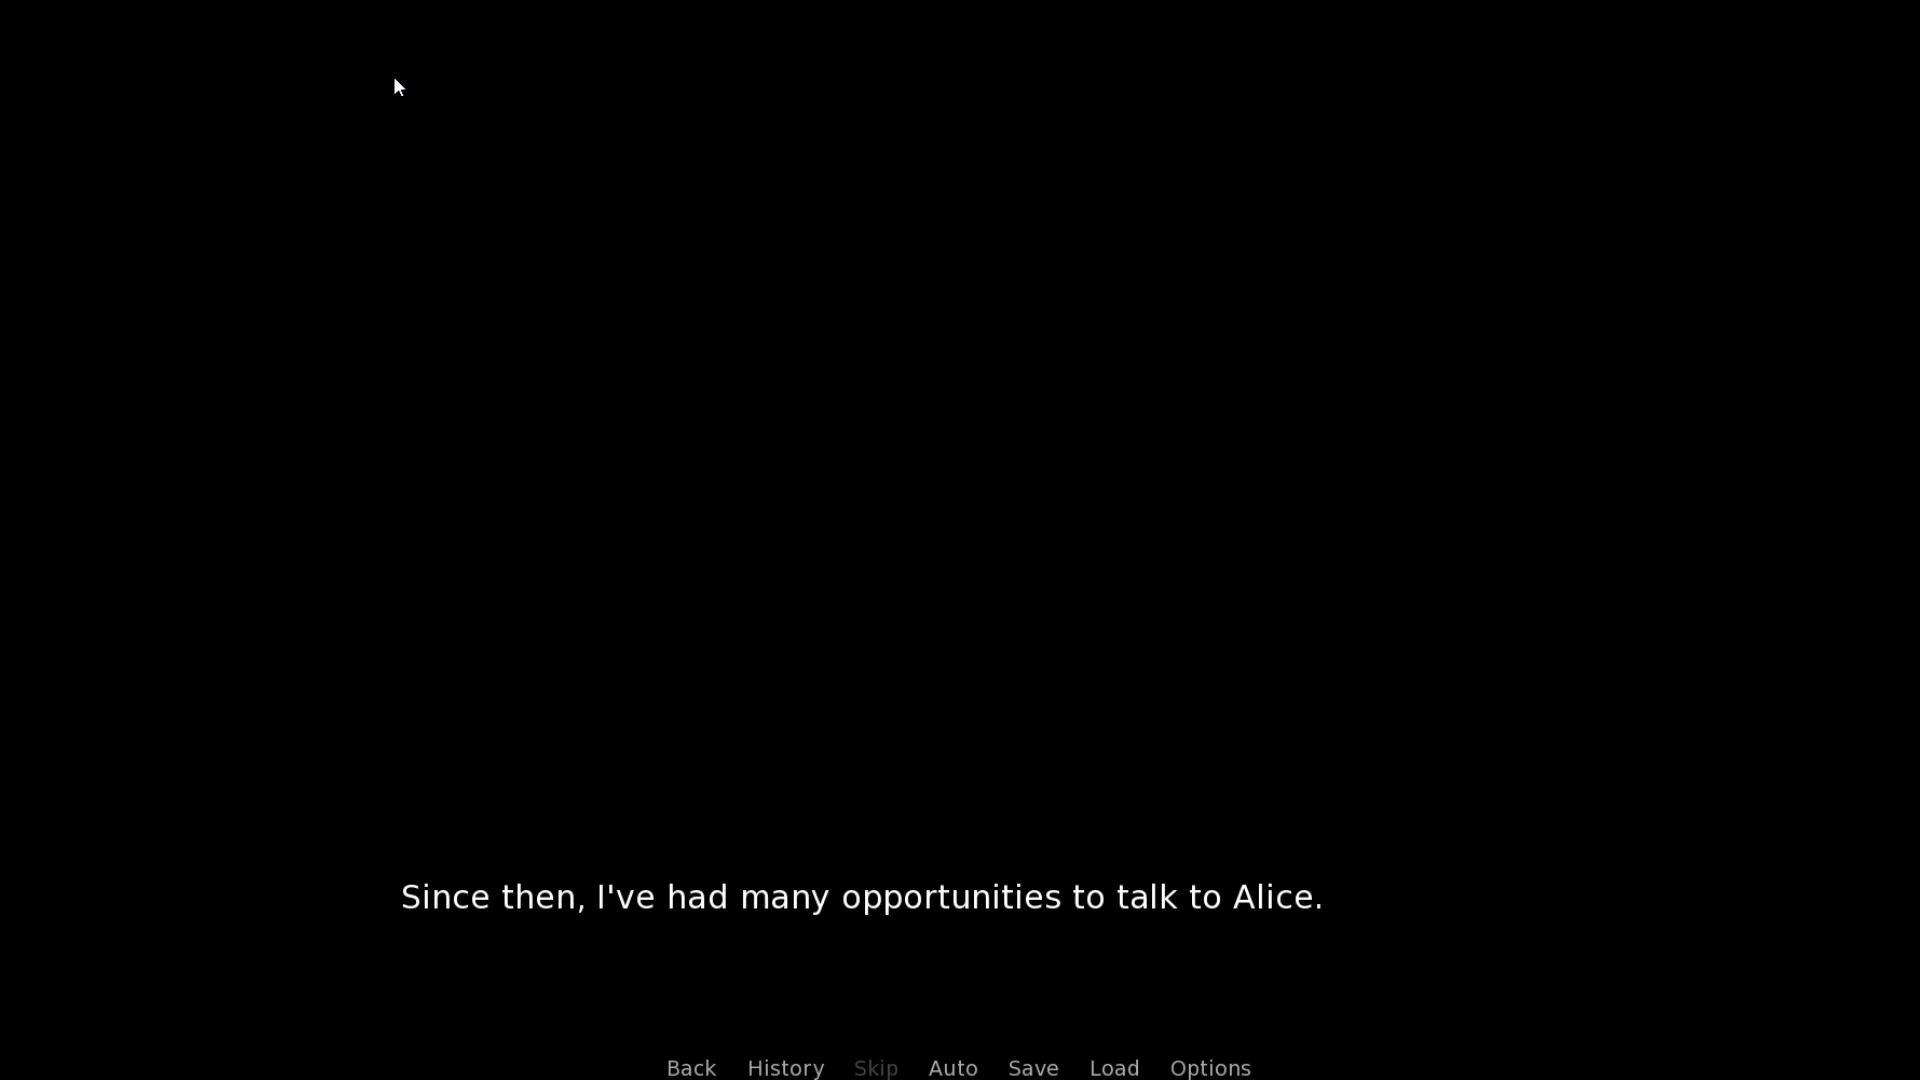 Since then, I've had many opportunities to talk to Alice.
Back History Skip Auto Save Load Options